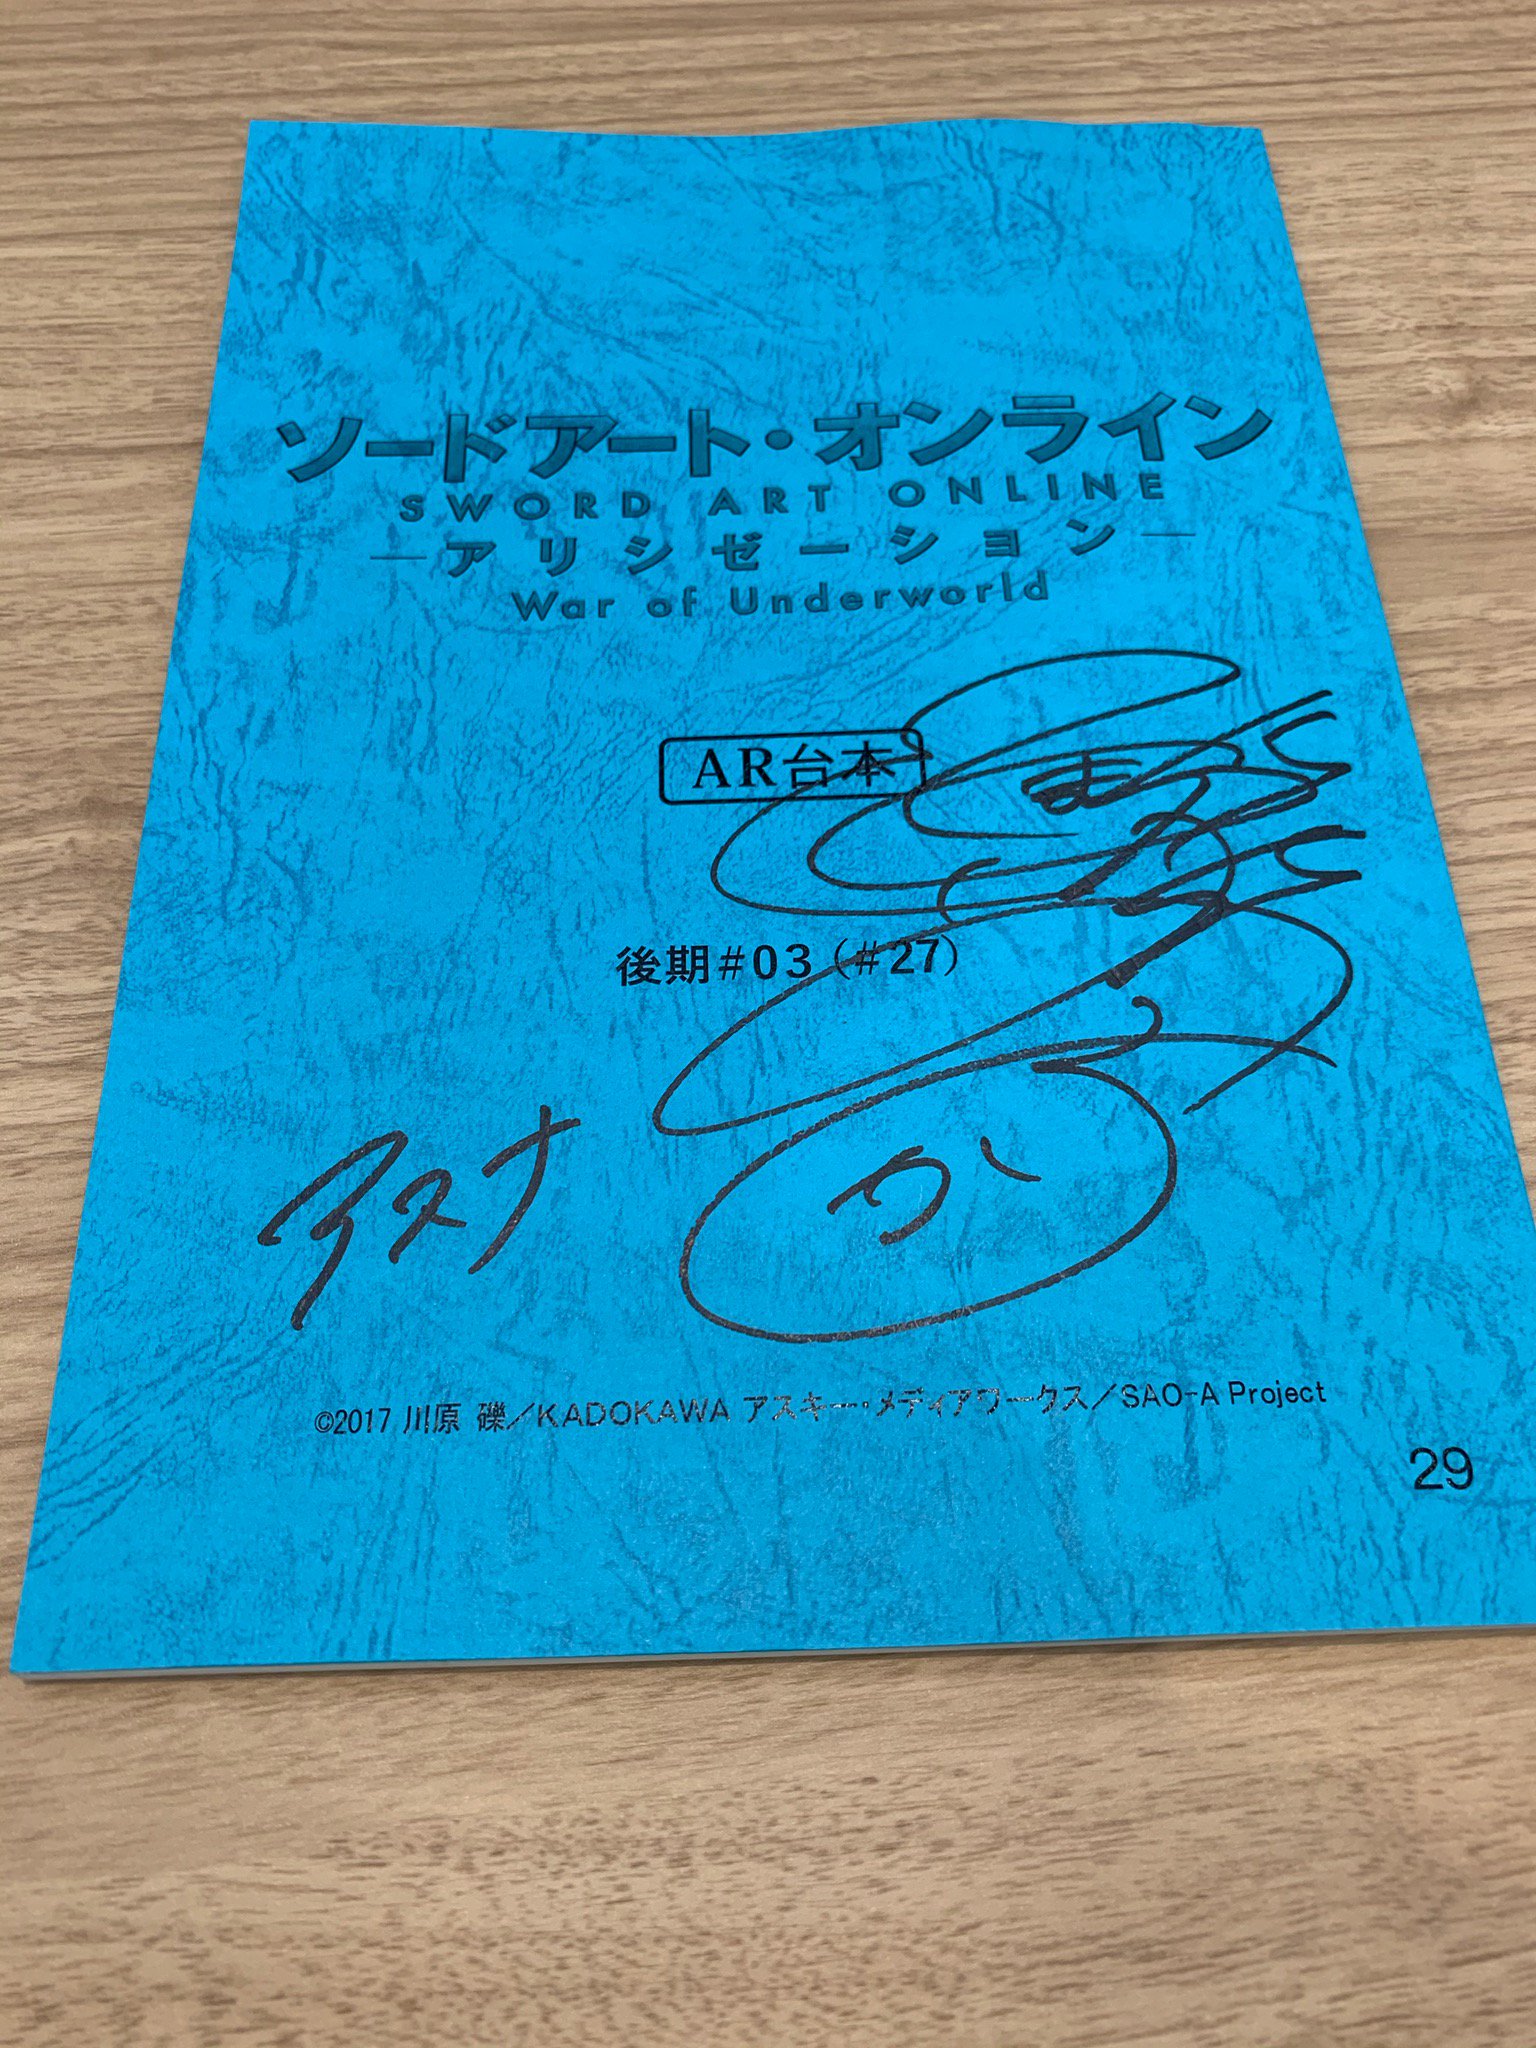 ソードアート・オンライン
SWORD ART ONLINE
ーアリシゼーションー
War of Underworld
AR台本
後期#03(#27)
アスナ
©2017 川原 礫／KADOKAWA アスキー・メディアワークス／SAO-A Project
29